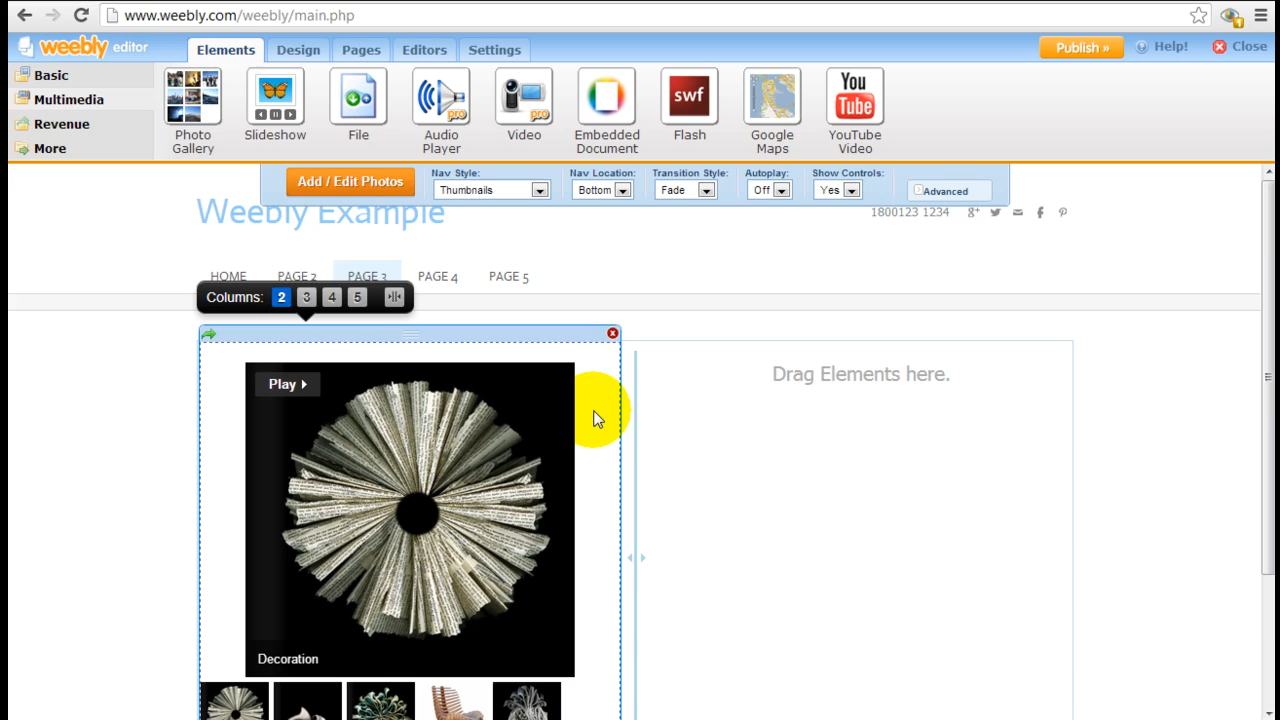 www.weebly.com/weebly/main.php
weebly editor
Elements
Design
Pages
Editors
Settings
Publish »
Help!
Close
Basic
Multimedia
Revenue
More
Photo
Gallery
Slideshow
File
pro
Audio
Player
pro
Video
Embedded
Document
swf
Flash
Google
Maps
You
Tube
YouTube
Video
Add / Edit Photos
Nav Style:
Thumbnails
Nav Location:
Bottom
Transition Style:
Fade
Autoplay:
Off
Show Controls:
Yes
Advanced
Weebly Example
1800123 1234
HOME
PAGE 2
PAGE 3
PAGE 4
PAGE 5
Columns: 2 3 4 5
Play
Drag Elements here.
Decoration